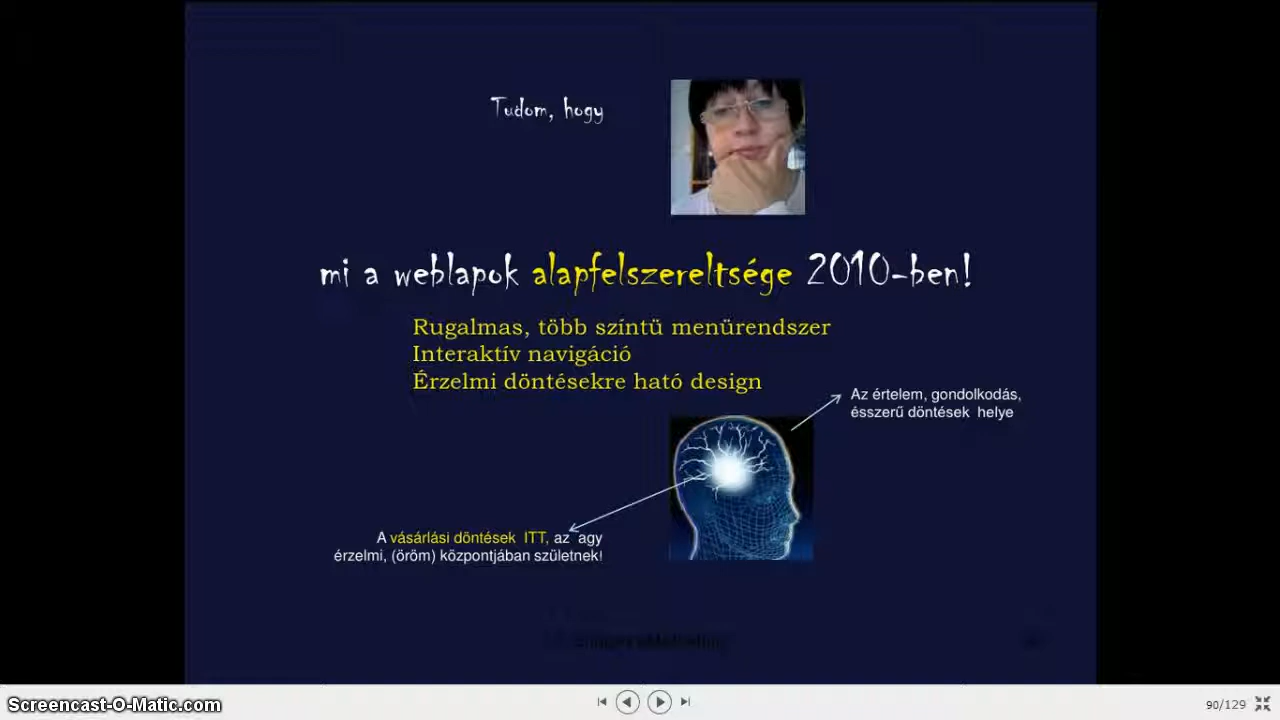 Tudom, hogy
mi a weblapok alapfelszereltsége 2010-ben!
Rugalmas, több színtü menürendszer
Interaktív navigáció
Érzelmi döntésekre ható design
Az értelem, gondolkodás,
ésszerű döntések helye
A vásárlási döntések ITT, az agy
érzelmi, (öröm) központjában születnek!
Screencast-O-Matic.com
90/129